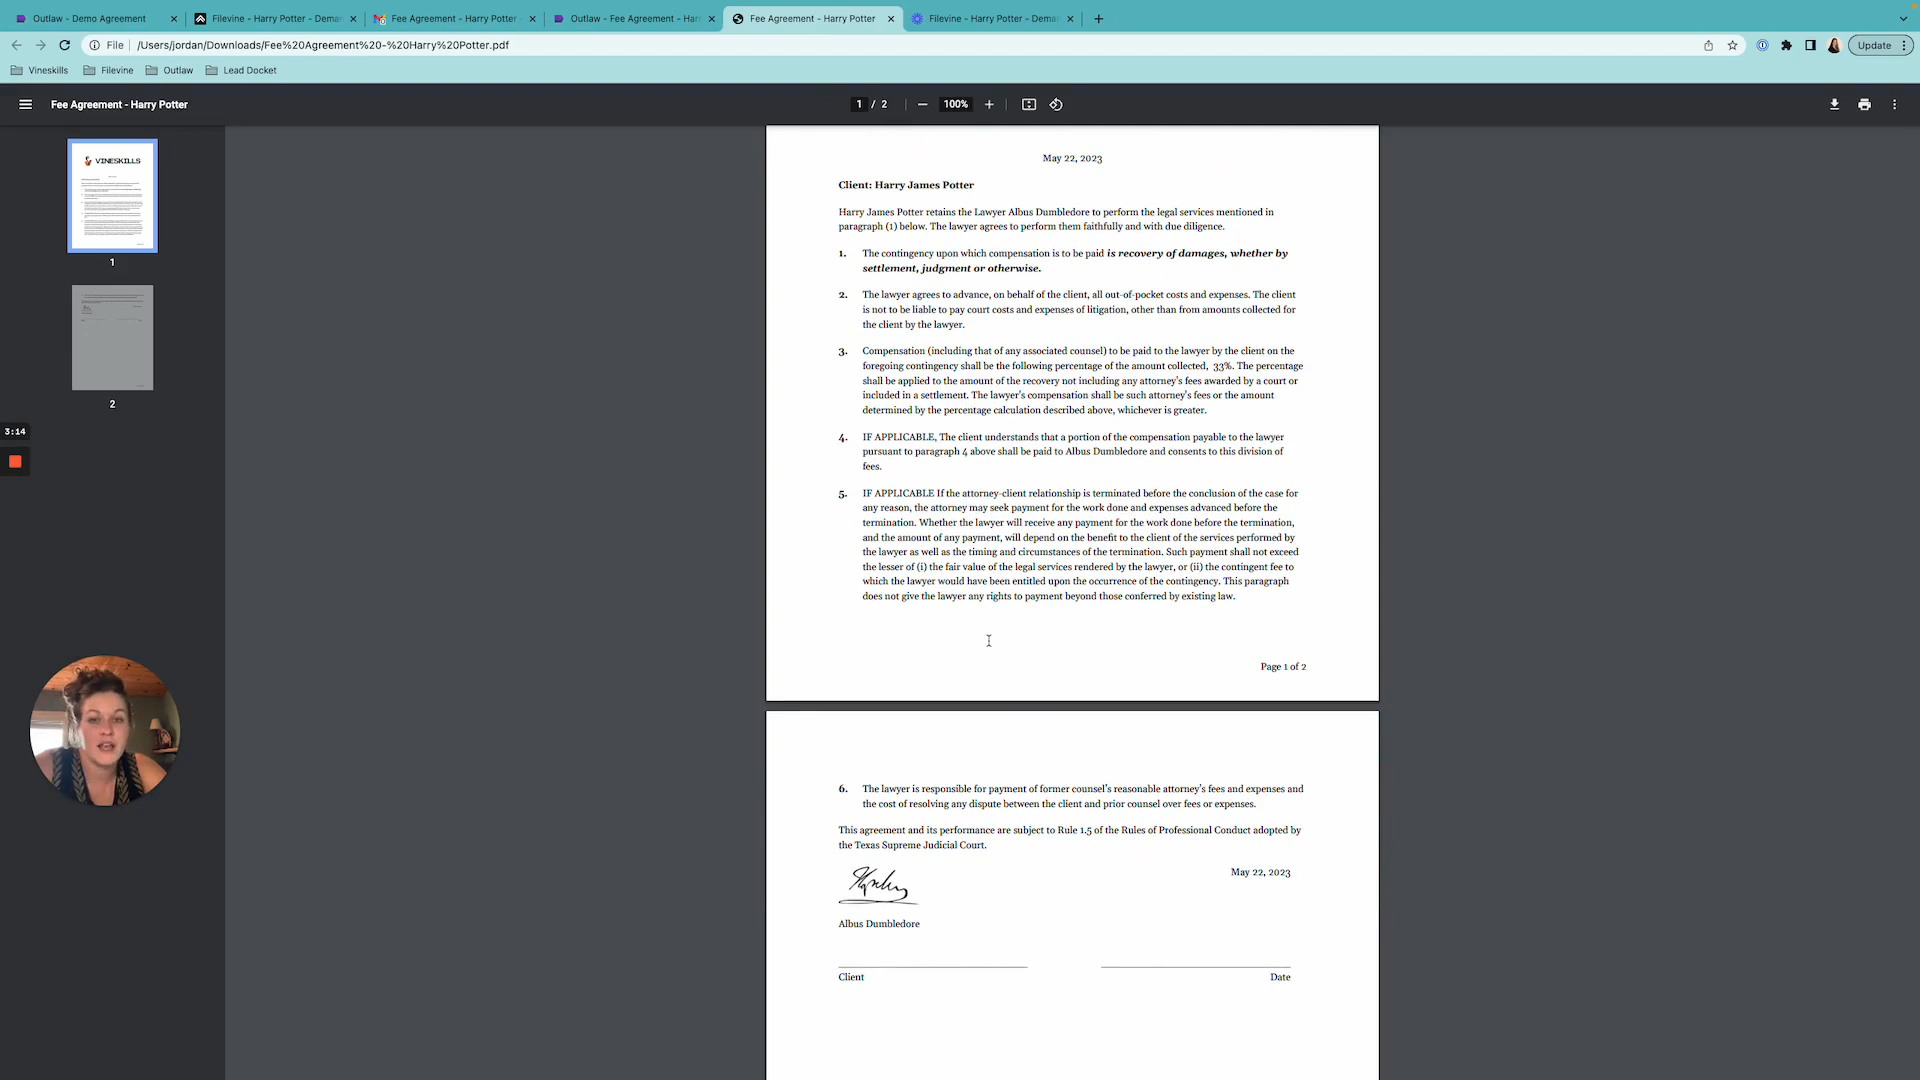 Outlaw - Demo Agreement
Filevine - Harry Potter - Deman
Fee Agreement - Harry Potter -
Outlaw - Fee Agreement - Harr
Fee Agreement - Harry Potter
Filevine - Harry Potter - Dema
File
/Users/jordan/Downloads/Fee%20Agreement%20-%20Harry%20Potter.pdf
Update
Vineskills
Filevine
Outlaw
Lead Docket
Fee Agreement - Harry Potter
1 / 2
100%
VINESKILLS
1
2
3:14
May 22, 2023
Client: Harry James Potter
Harry James Potter retains the Lawyer Albus Dumbledore to perform the legal services mentioned in
paragraph (1) below. The lawyer agrees to perform them faithfully and with due diligence.
1. The contingency upon which compensation is to be paid is recovery of damages, whether by
settlement, judgment or otherwise.
2. The lawyer agrees to advance, on behalf of the client, all out-of-pocket costs and expenses. The client
is not to be liable to pay court costs and expenses of litigation, other than from amounts collected for
the client by the lawyer.
3. Compensation (including that of any associated counsel) to be paid to the lawyer by the client on the
foregoing contingency shall be the following percentage of the amount collected, 33%. The percentage
shall be applied to the amount of the recovery not including any attorney's fees awarded by a court or
included in a settlement. The lawyer's compensation shall be such attorney's fees or the amount
determined by the percentage calculation described above, whichever is greater.
4. IF APPLICABLE, The client understands that a portion of the compensation payable to the lawyer
pursuant to paragraph 4 above shall be paid to Albus Dumbledore and consents to this division of
fees.
5. IF APPLICABLE If the attorney-client relationship is terminated before the conclusion of the case for
any reason, the attorney may seek payment for the work done and expenses advanced before the
termination. Whether the lawyer will receive any payment for the work done before the termination,
and the amount of any payment, will depend on the benefit to the client of the services performed by
the lawyer as well as the timing and circumstances of the termination. Such payment shall not exceed
the lesser of (i) the fair value of the legal services rendered by the lawyer, or (ii) the contingent fee to
which the lawyer would have been entitled upon the occurrence of the contingency. This paragraph
does not give the lawyer any rights to payment beyond those conferred by existing law.
Page 1 of 2
6. The lawyer is responsible for payment of former counsel's reasonable attorney's fees and expenses and
the cost of resolving any dispute between the client and prior counsel over fees or expenses.
This agreement and its performance are subject to Rule 1.5 of the Rules of Professional Conduct adopted by
the Texas Supreme Judicial Court.
May 22, 2023
Albus Dumbledore
Client
Date